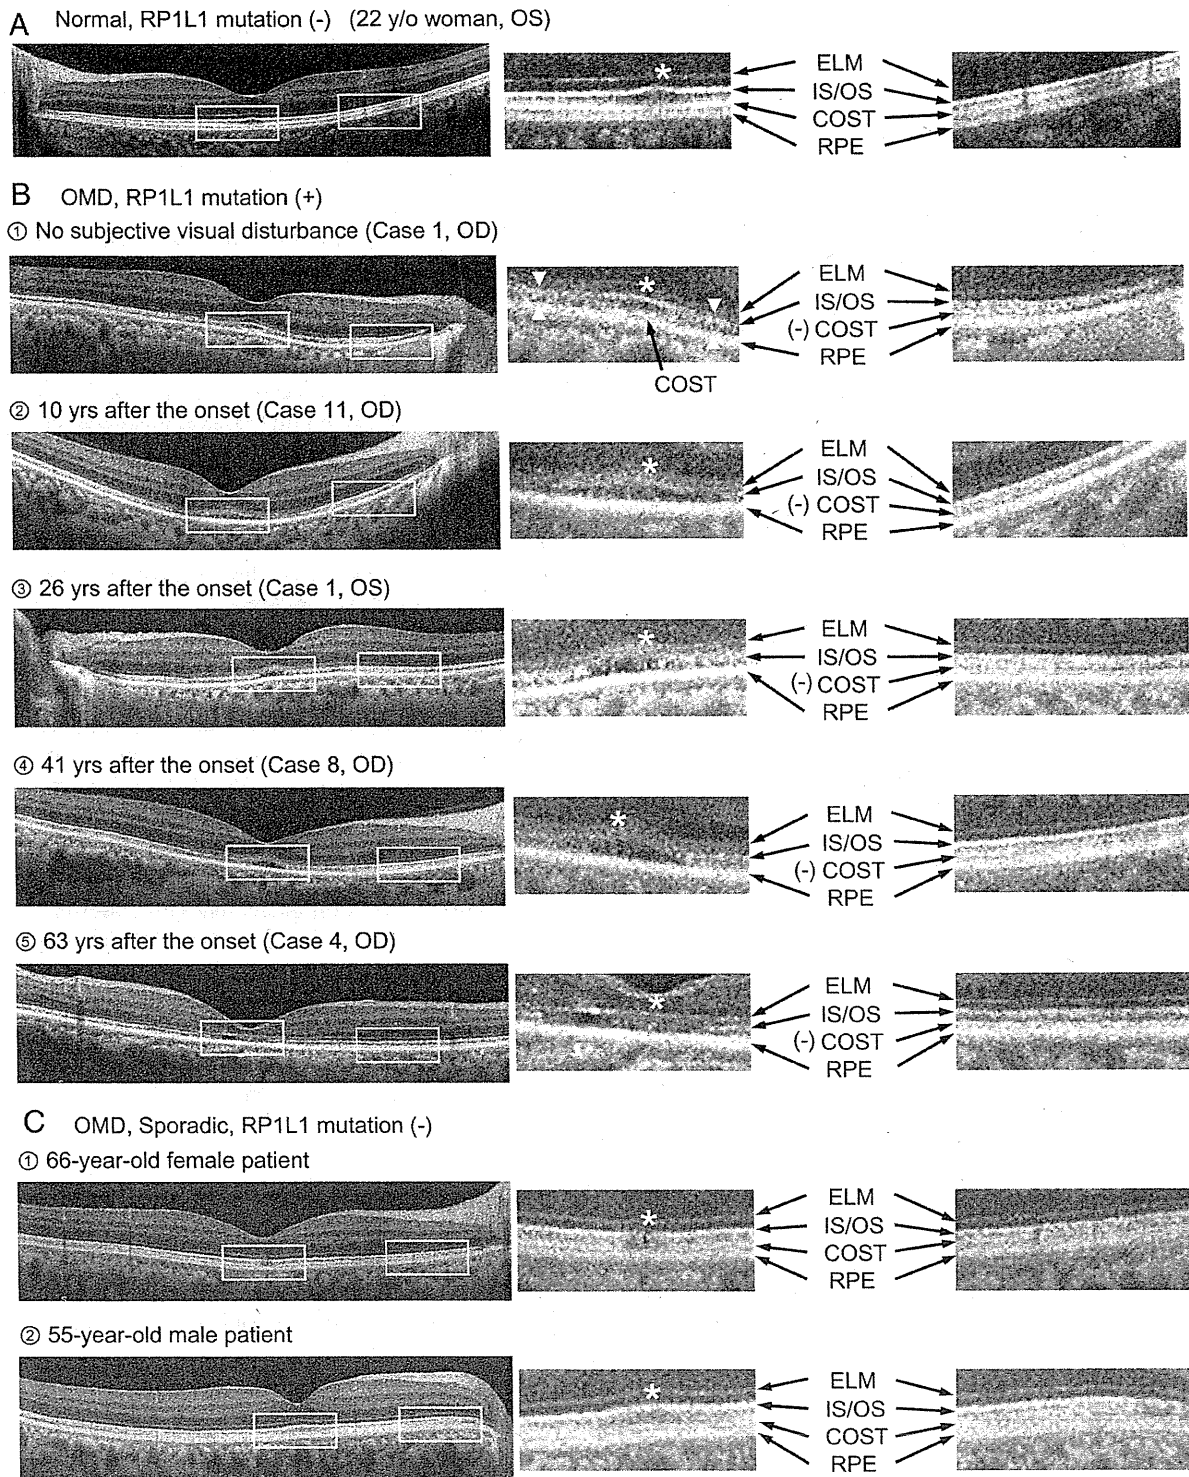 A Normal, RP1L1 mutation (-) (22 y/o woman, OS)
*
ELM
IS/OS
COST
RPE
B OMD, RP1L1 mutation (+)
① No subjective visual disturbance (Case 1, OD)
*
ELM
IS/OS
(-) COST
RPE
COST
② 10 yrs after the onset (Case 11, OD)
*
ELM
IS/OS
(-) COST
RPE
③ 26 yrs after the onset (Case 1, OS)
*
ELM
IS/OS
(-) COST
RPE
④ 41 yrs after the onset (Case 8, OD)
*
ELM
IS/OS
(-) COST
RPE
⑤ 63 yrs after the onset (Case 4, OD)
*
ELM
IS/OS
(-) COST
RPE
C OMD, Sporadic, RP1L1 mutation (-)
① 66-year-old female patient
*
ELM
IS/OS
COST
RPE
② 55-year-old male patient
*
ELM
IS/OS
COST
RPE